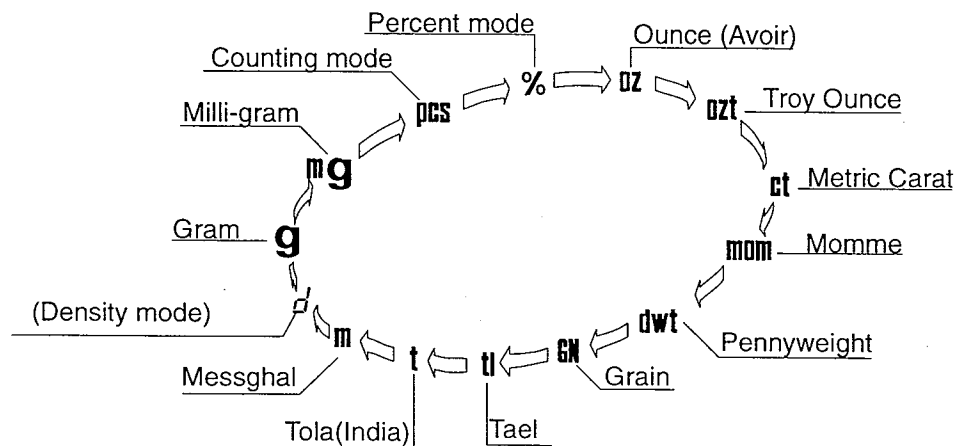 Percent mode
Ounce (Avoir)
Counting mode
%
oz
Troy Ounce
pcs
ozt
Milli-gram
mg
ct
Metric Carat
Gram
g
mom
Momme
(Density mode)
d
dwt
Pennyweight
m
t
tl
GN
Messghal
Grain
Tola(India)
Tael